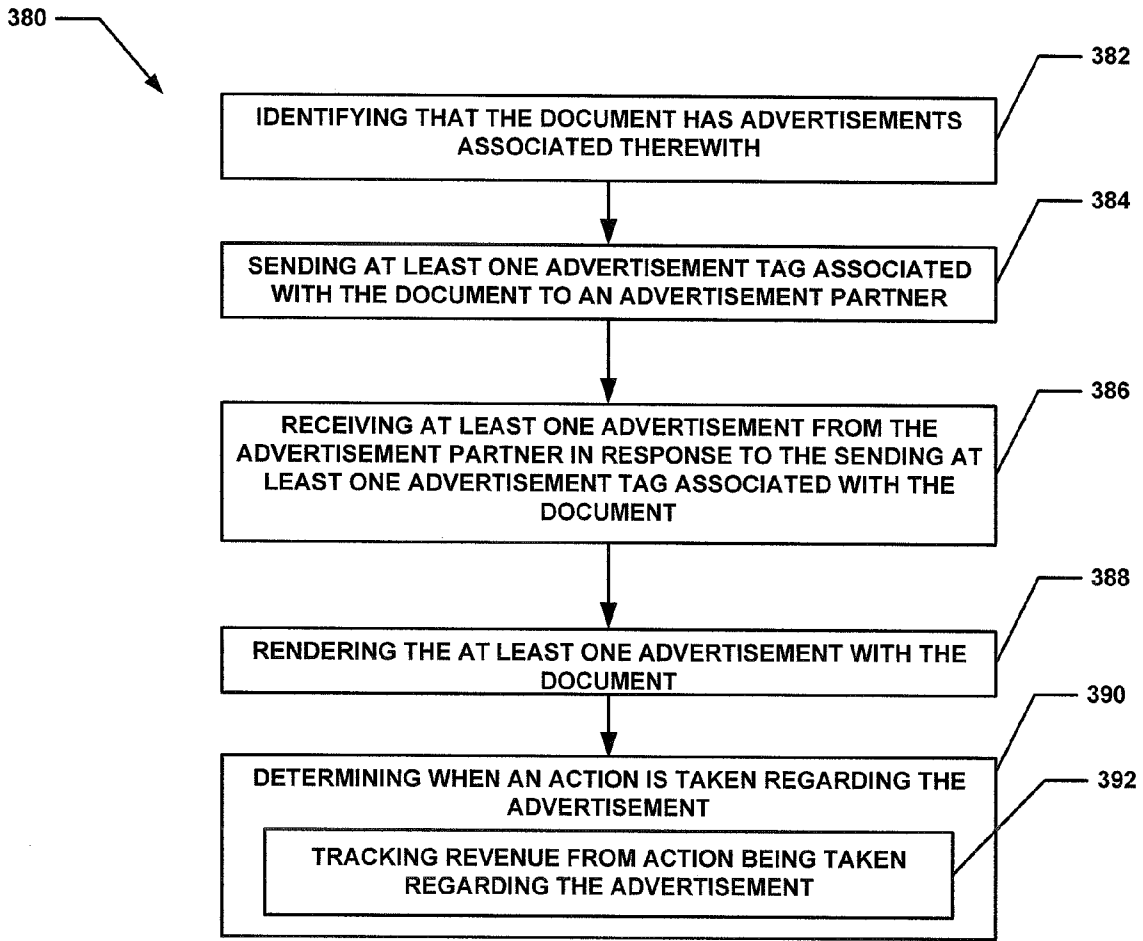 380
382
IDENTIFYING THAT THE DOCUMENT HAS ADVERTISEMENTS
ASSOCIATED THEREWITH
384
SENDING AT LEAST ONE ADVERTISEMENT TAG ASSOCIATED
WITH THE DOCUMENT TO AN ADVERTISEMENT PARTNER
386
RECEIVING AT LEAST ONE ADVERTISEMENT FROM THE
ADVERTISEMENT PARTNER IN RESPONSE TO THE SENDING AT
LEAST ONE ADVERTISEMENT TAG ASSOCIATED WITH THE
DOCUMENT
388
RENDERING THE AT LEAST ONE ADVERTISEMENT WITH THE
DOCUMENT
390
DETERMINING WHEN AN ACTION IS TAKEN REGARDING THE
ADVERTISEMENT
392
TRACKING REVENUE FROM ACTION BEING TAKEN
REGARDING THE ADVERTISEMENT